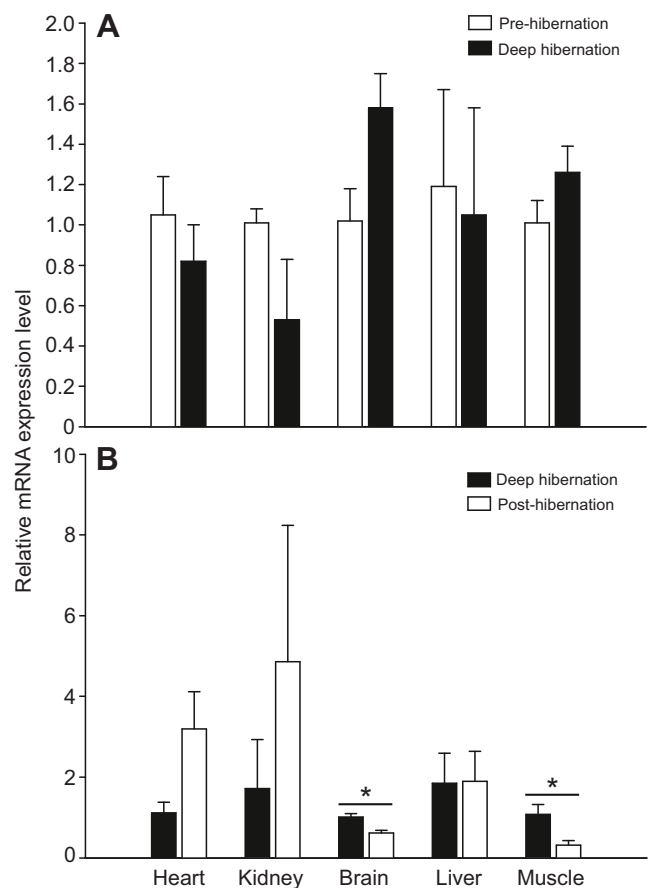 A
Pre-hibernation
Deep hibernation
2.0
1.8
1.6
1.4
1.2
1.0
0.8
0.6
0.4
0.2
0
Relative mRNA expression level
B
Deep hibernation
Post-hibernation
10
8
6
4
2
0
*
*
Heart Kidney Brain Liver Muscle